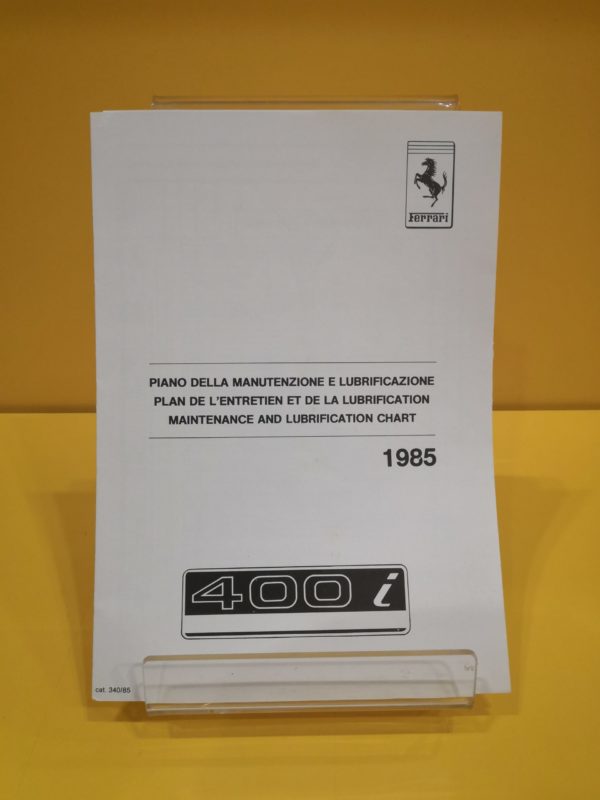 Ferrari
PIANO DELLA MANUTENZIONE E LUBRIFICAZIONE
PLAN DE L'ENTRETIEN ET DE LA LUBRIFICATION
MAINTENANCE AND LUBRIFICATION CHART
1985
400 i
cat. 340/85